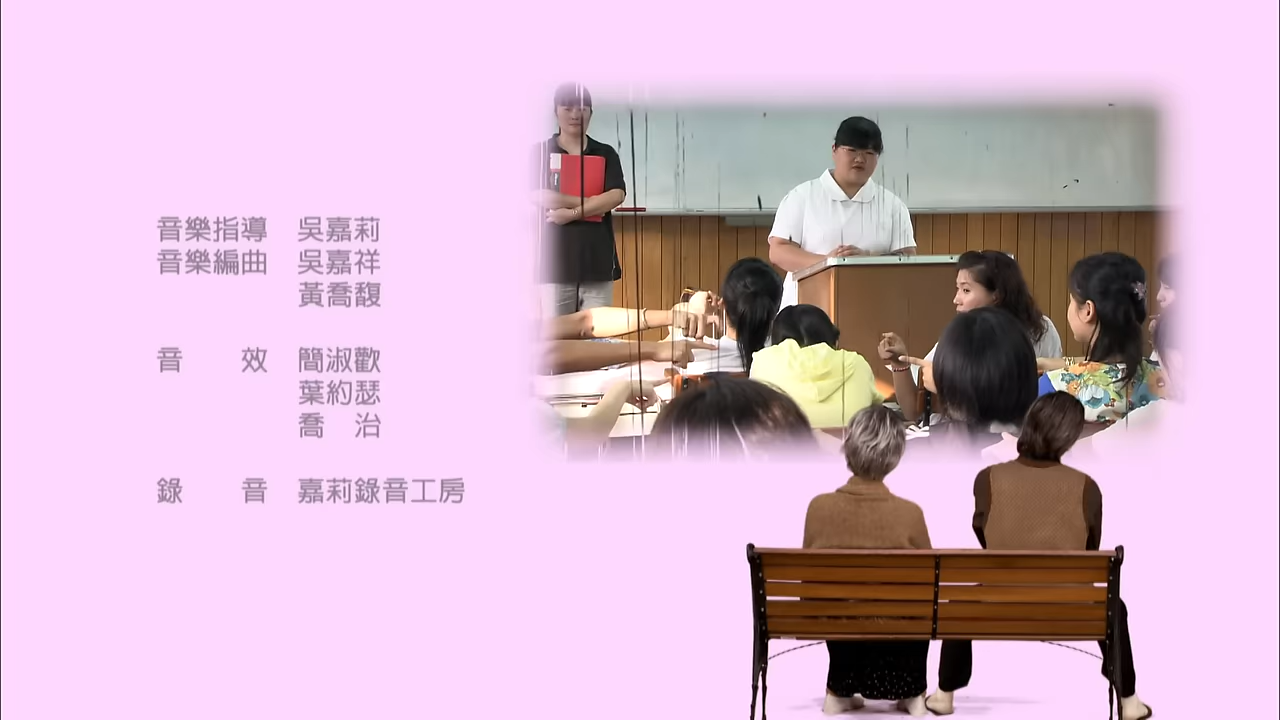 音樂指導 吳嘉莉
音樂編曲 吳嘉祥
黃喬馥
音 效 簡淑歡
葉約瑟
喬 治
錄 音 嘉莉錄音工房